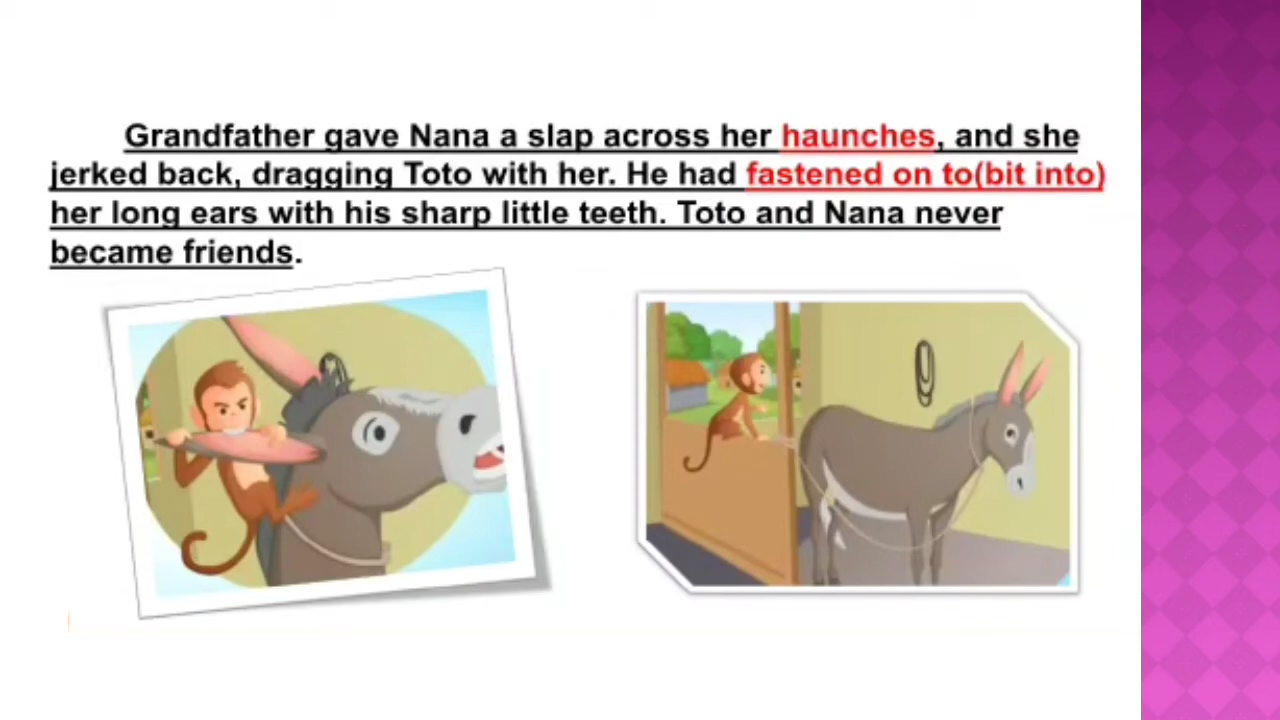 Grandfather gave Nana a slap across her haunches, and she
jerked back, dragging Toto with her. He had fastened on to(bit into)
her long ears with his sharp little teeth. Toto and Nana never
became friends.